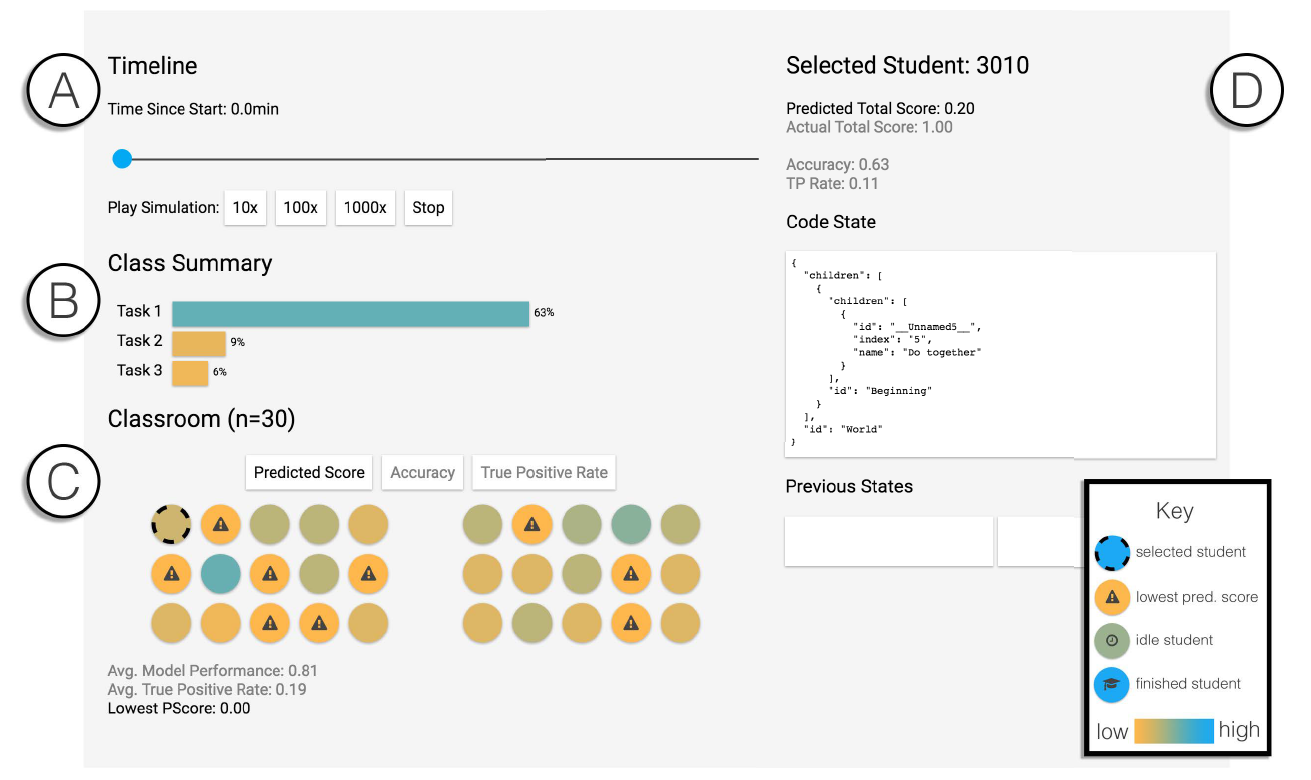 A
Timeline
Time Since Start: 0.0min
Play Simulation: 10x 100x 1000x Stop
B
Class Summary
Task 1 63%
Task 2 9%
Task 3 6%
C
Classroom (n=30)
Predicted Score Accuracy True Positive Rate
Avg. Model Performance: 0.81
Avg. True Positive Rate: 0.19
Lowest PScore: 0.00
D
Selected Student: 3010
Predicted Total Score: 0.20
Actual Total Score: 1.00
Accuracy: 0.63
TP Rate: 0.11
Code State
{
"children": [
{
"children": [
{
"id": "__Unnamed5__",
"index": "5",
"name": "Do together"
}
],
"id": "Beginning"
}
],
"id": "World"
}
Previous States
Key
selected student
lowest pred. score
idle student
finished student
low high